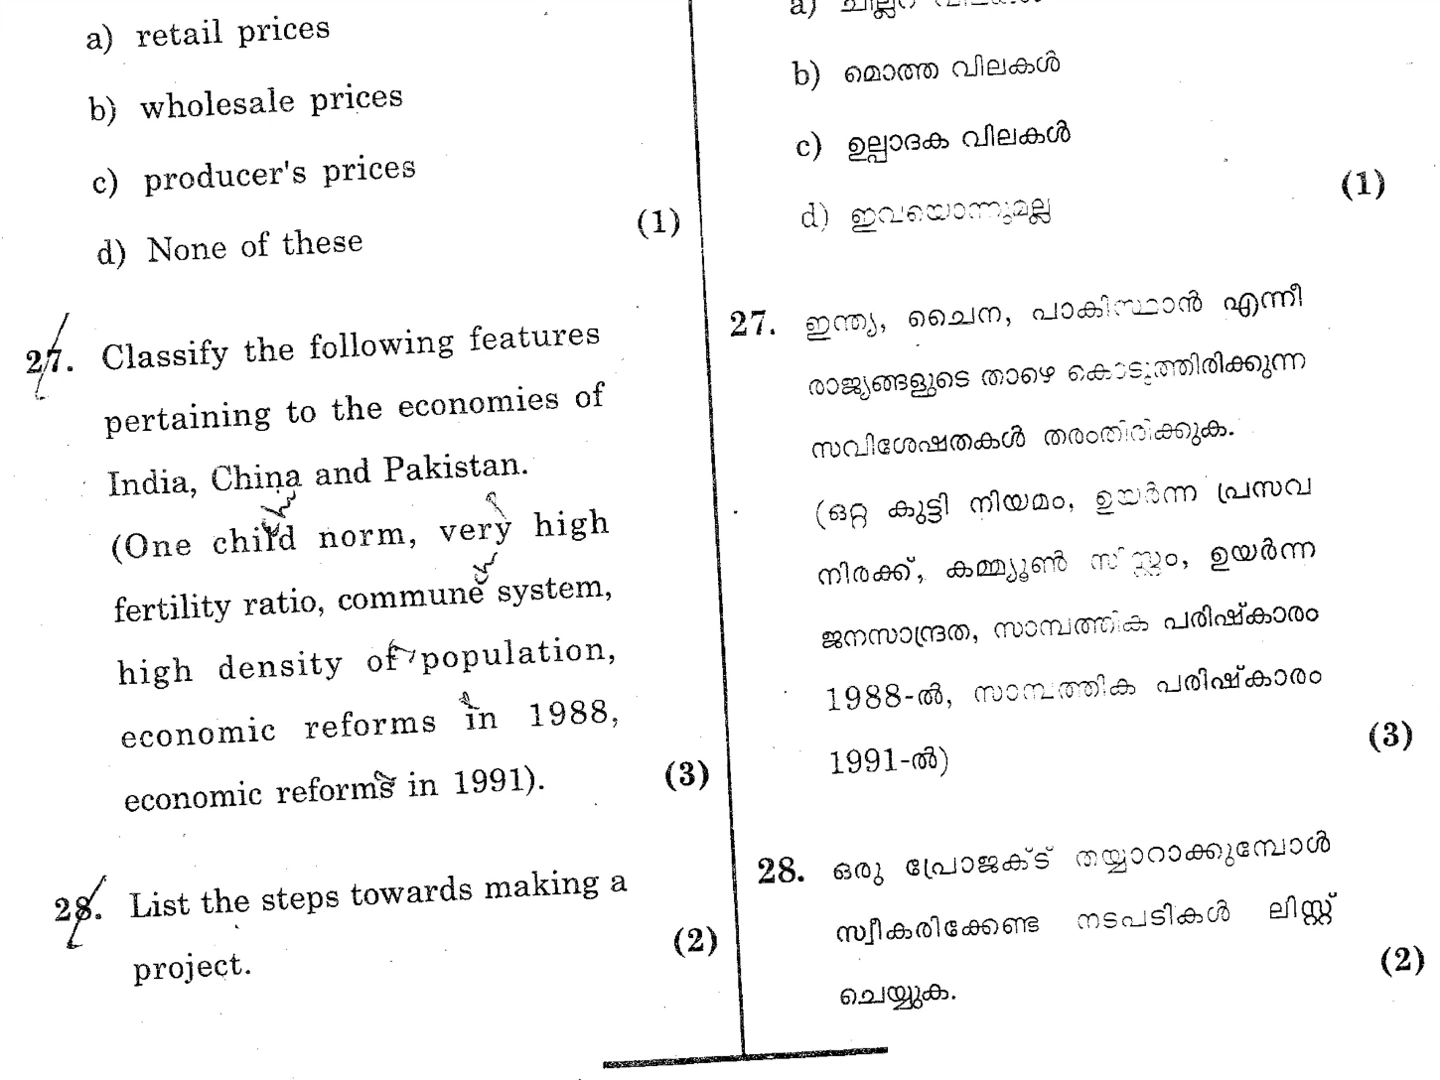 a) retail prices
b) wholesale prices
c) producer's prices
d) None of these
(1)
27. Classify the following features
pertaining to the economies of
India, China and Pakistan.
(One child norm, very high
fertility ratio, commune system,
high density of population,
economic reforms in 1988,
economic reforms in 1991).
(3)
28. List the steps towards making a
project.
(2)
a) ചില്ലറ വിലകൾ
b) മൊത്ത വിലകൾ
c) ഉല്പാദക വിലകൾ
d) ഇവയൊന്നുമല്ല
(1)
27. ഇന്ത്യ, ചൈന, പാകിസ്ഥാൻ എന്നീ
രാജ്യങ്ങളുടെ താഴെ കൊടുത്തിരിക്കുന്ന
സവിശേഷതകൾ തരംതിരിക്കുക.
(ഒറ്റ കുട്ടി നിയമം, ഉയർന്ന പ്രസവ
നിരക്ക്, കമ്മ്യൂൺ സിസ്റ്റം, ഉയർന്ന
ജനസാന്ദ്രത, സാമ്പത്തിക പരിഷ്കാരം
1988-ൽ, സാമ്പത്തിക പരിഷ്കാരം
1991-ൽ)
(3)
28. ഒരു പ്രോജക്ട് തയ്യാറാക്കുമ്പോൾ
സ്വീകരിക്കേണ്ട നടപടികൾ ലിസ്റ്റ്
ചെയ്യുക.
(2)